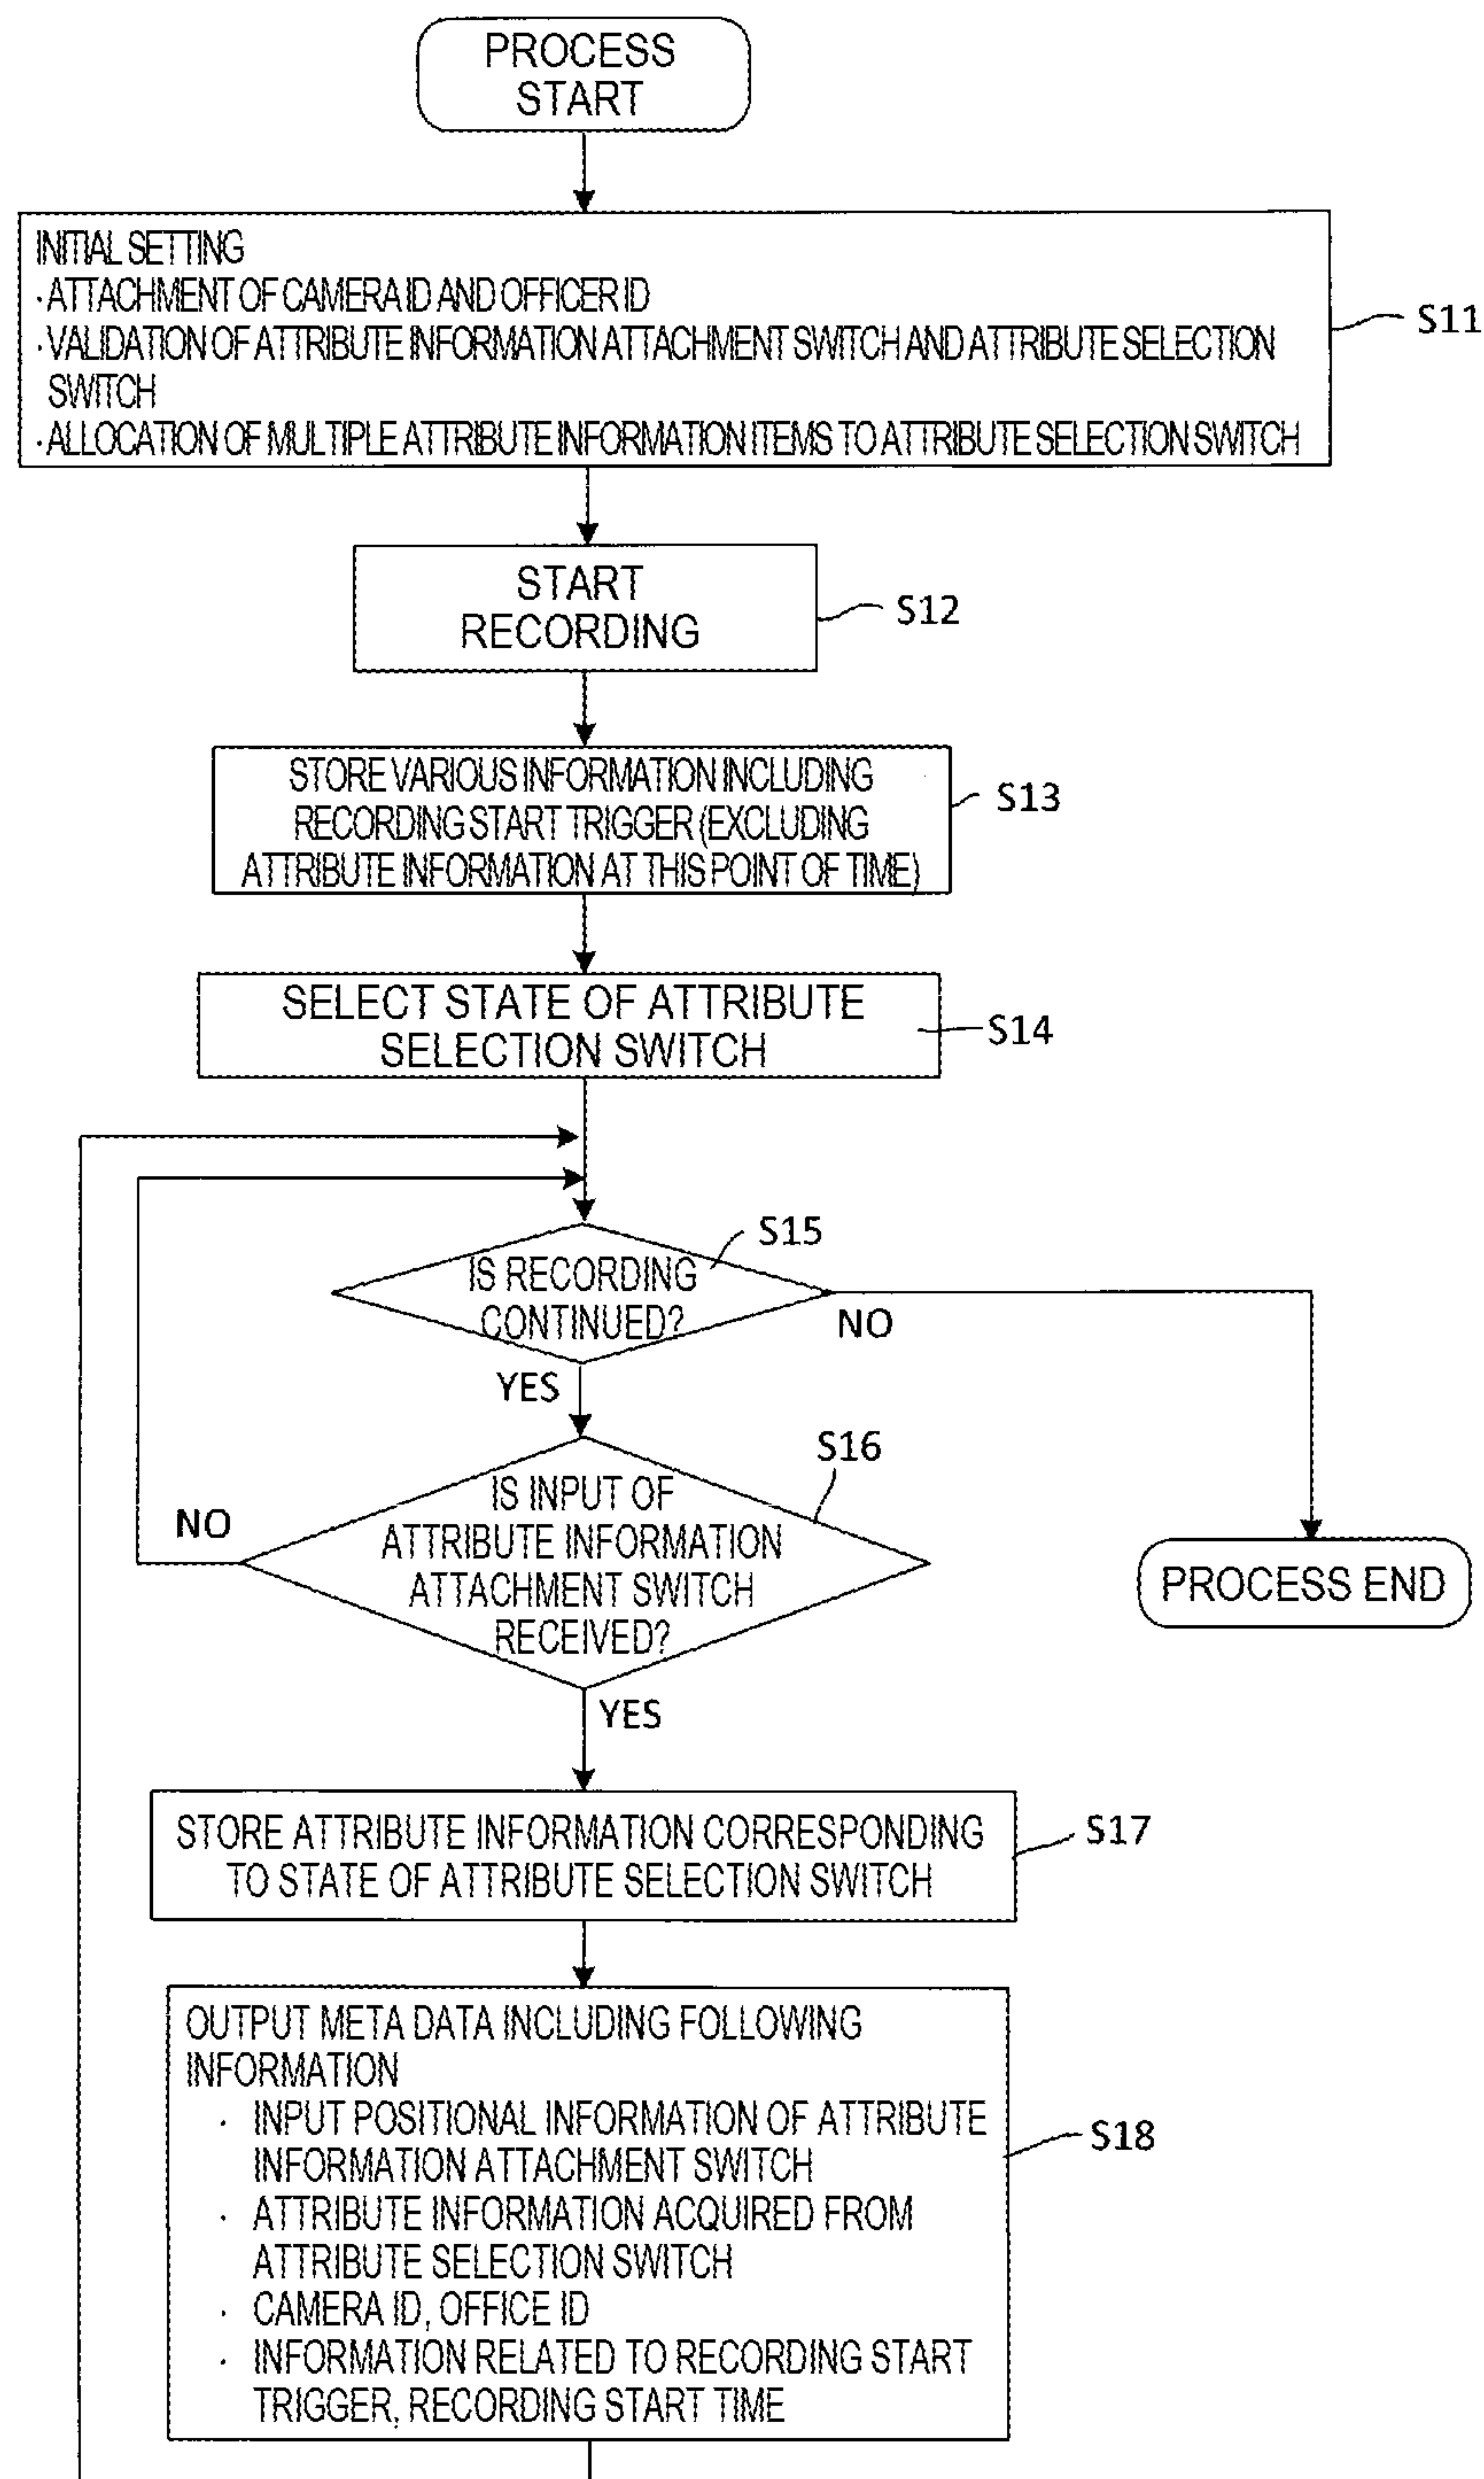 PROCESS
START
INITIAL SETTING
·ATTACHMENT OF CAMERA ID AND OFFICER ID
·VALIDATION OF ATTRIBUTE INFORMATION ATTACHMENT SWITCH AND ATTRIBUTE SELECTION
SWITCH
·ALLOCATION OF MULTIPLE ATTRIBUTE INFORMATION ITEMS TO ATTRIBUTE SELECTION SWITCH
S11
START
RECORDING
S12
STORE VARIOUS INFORMATION INCLUDING
RECORDING START TRIGGER (EXCLUDING
ATTRIBUTE INFORMATION AT THIS POINT OF TIME)
S13
SELECT STATE OF ATTRIBUTE
SELECTION SWITCH
S14
S15
IS RECORDING
CONTINUED?
NO
YES
S16
IS INPUT OF
ATTRIBUTE INFORMATION
ATTACHMENT SWITCH
RECEIVED?
NO
PROCESS END
YES
STORE ATTRIBUTE INFORMATION CORRESPONDING
TO STATE OF ATTRIBUTE SELECTION SWITCH
S17
OUTPUT META DATA INCLUDING FOLLOWING
INFORMATION
· INPUT POSITIONAL INFORMATION OF ATTRIBUTE
INFORMATION ATTACHMENT SWITCH
· ATTRIBUTE INFORMATION ACQUIRED FROM
ATTRIBUTE SELECTION SWITCH
· CAMERA ID, OFFICE ID
· INFORMATION RELATED TO RECORDING START
TRIGGER, RECORDING START TIME
S18